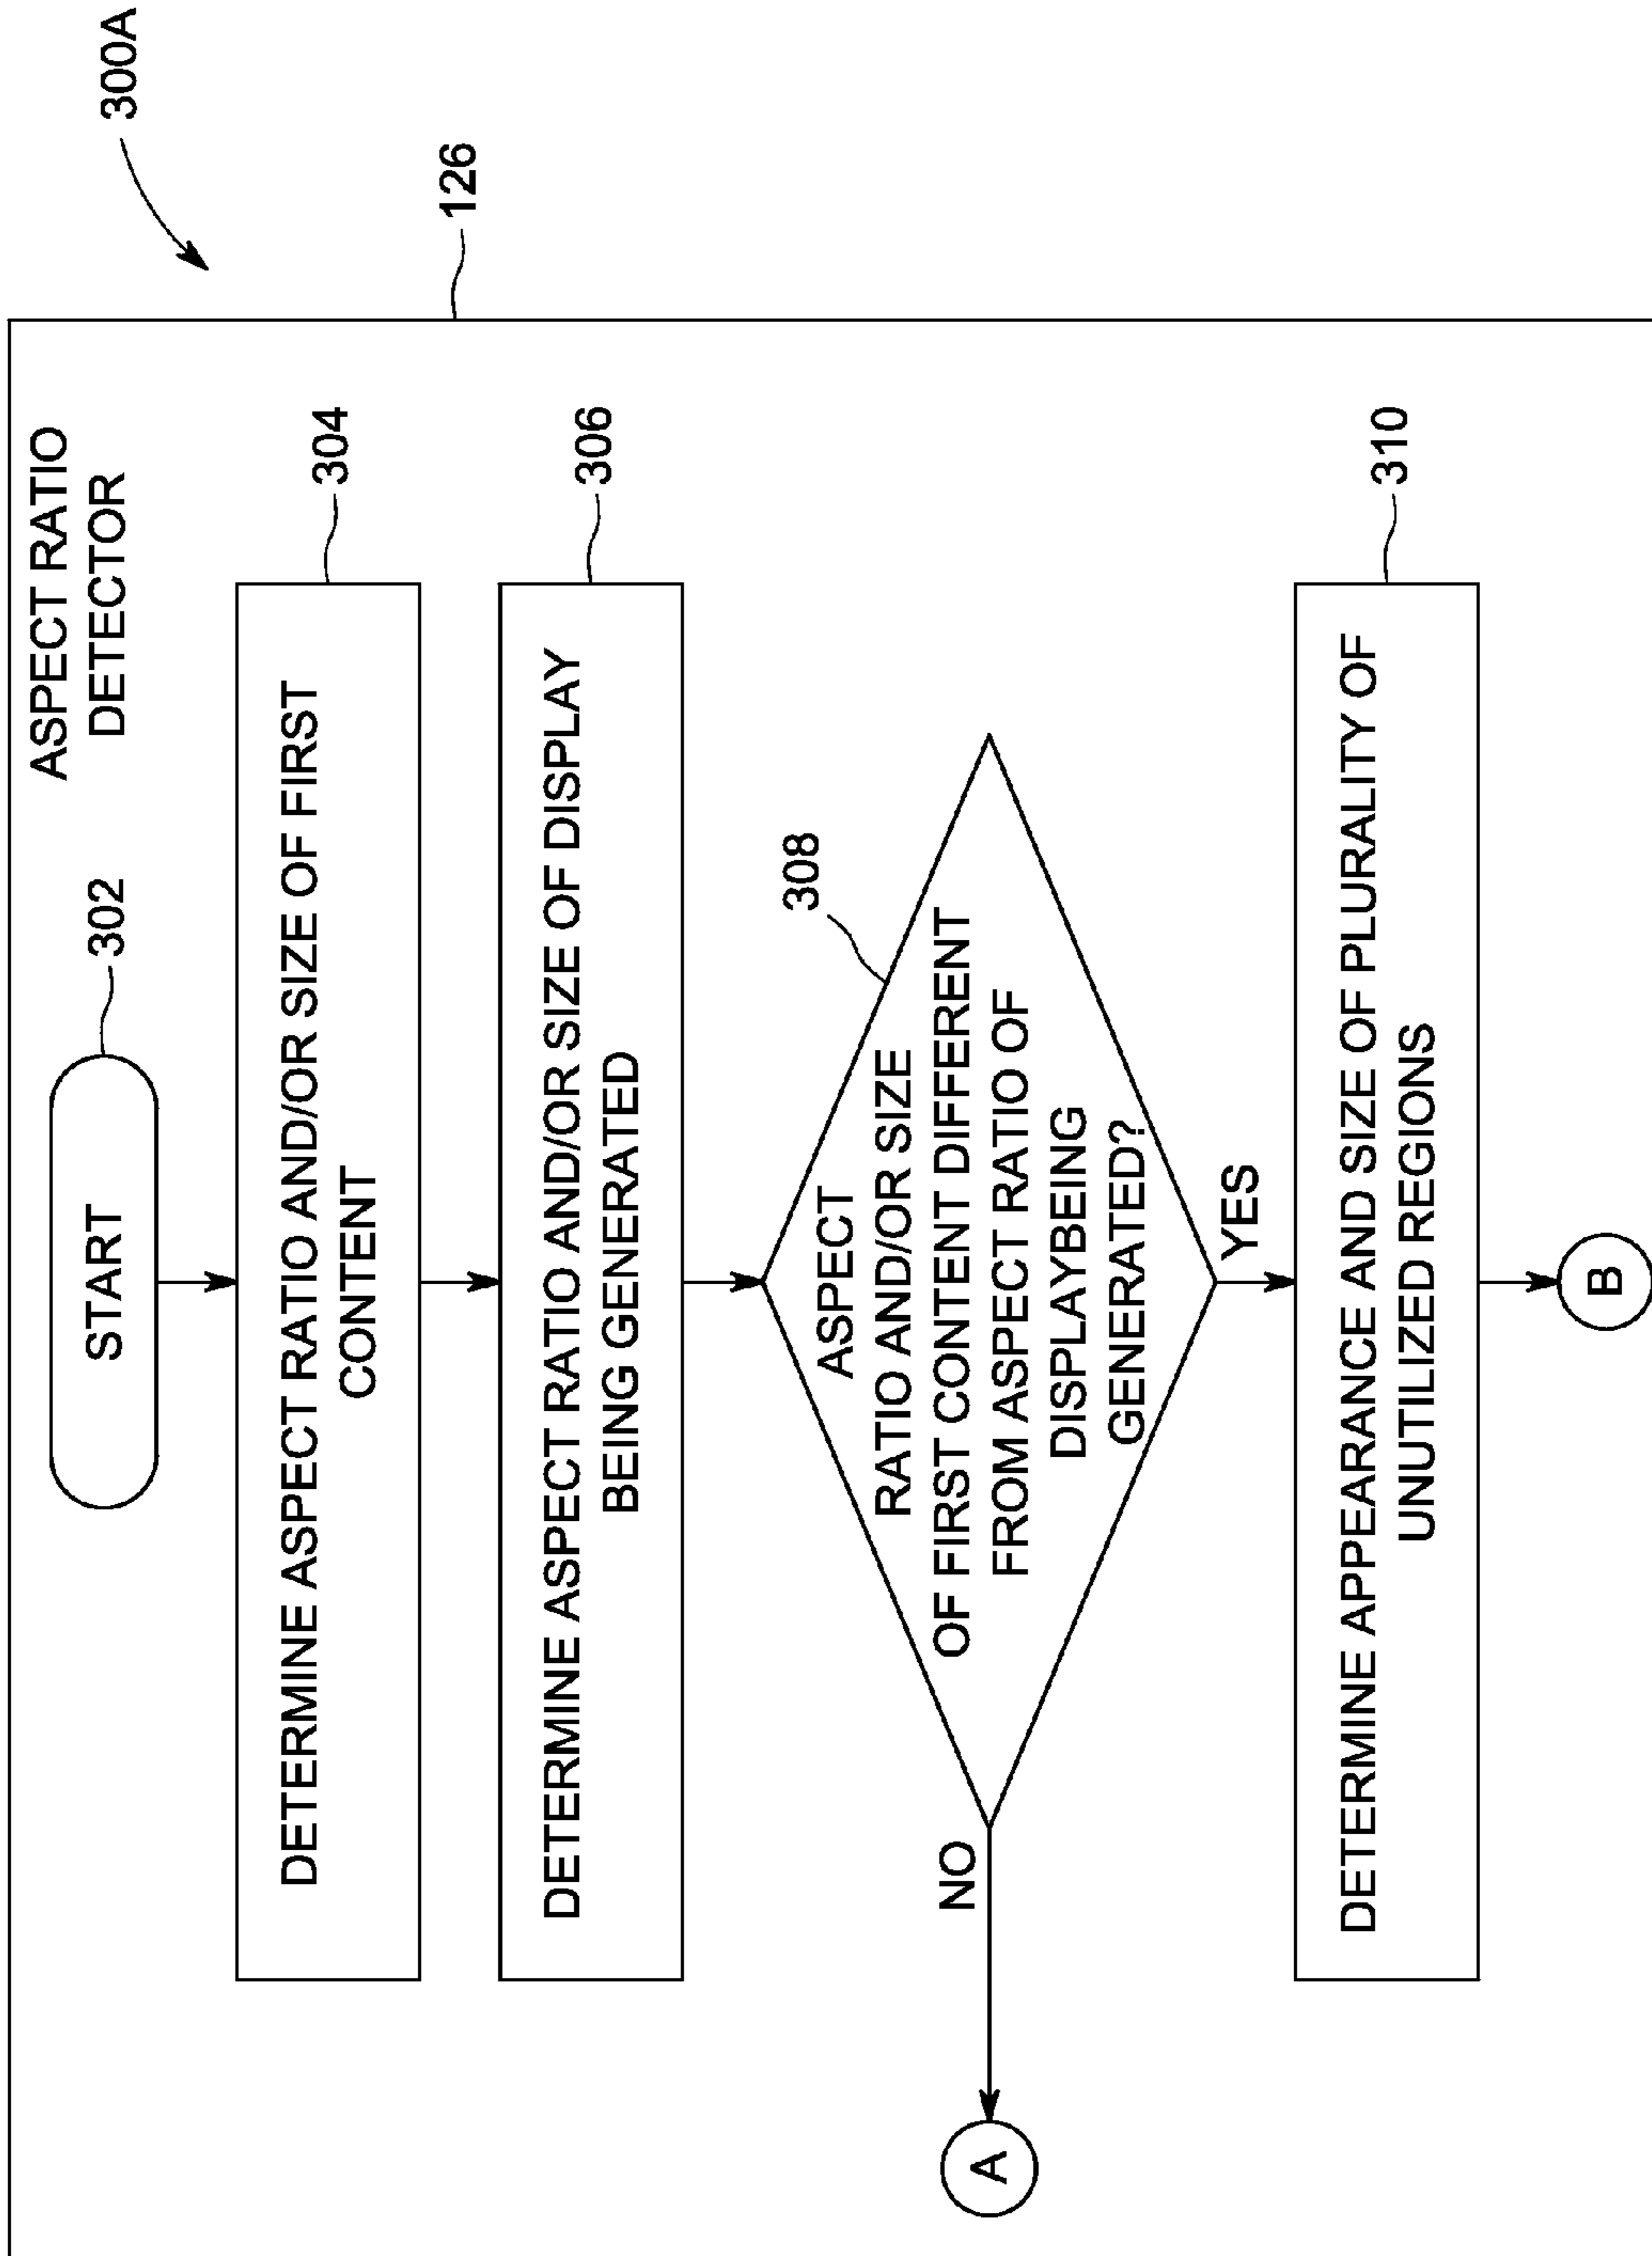 300A
126
ASPECT RATIO
DETECTOR
START
302
DETERMINE ASPECT RATIO AND/OR SIZE OF FIRST
CONTENT
304
DETERMINE ASPECT RATIO AND/OR SIZE OF DISPLAY
BEING GENERATED
306
308
ASPECT
RATIO AND/OR SIZE
OF FIRST CONTENT DIFFERENT
FROM ASPECT RATIO OF
DISPLAYBEING
GENERATED?
NO
A
YES
DETERMINE APPEARANCE AND SIZE OF PLURALITY OF
UNUTILIZED REGIONS
310
B